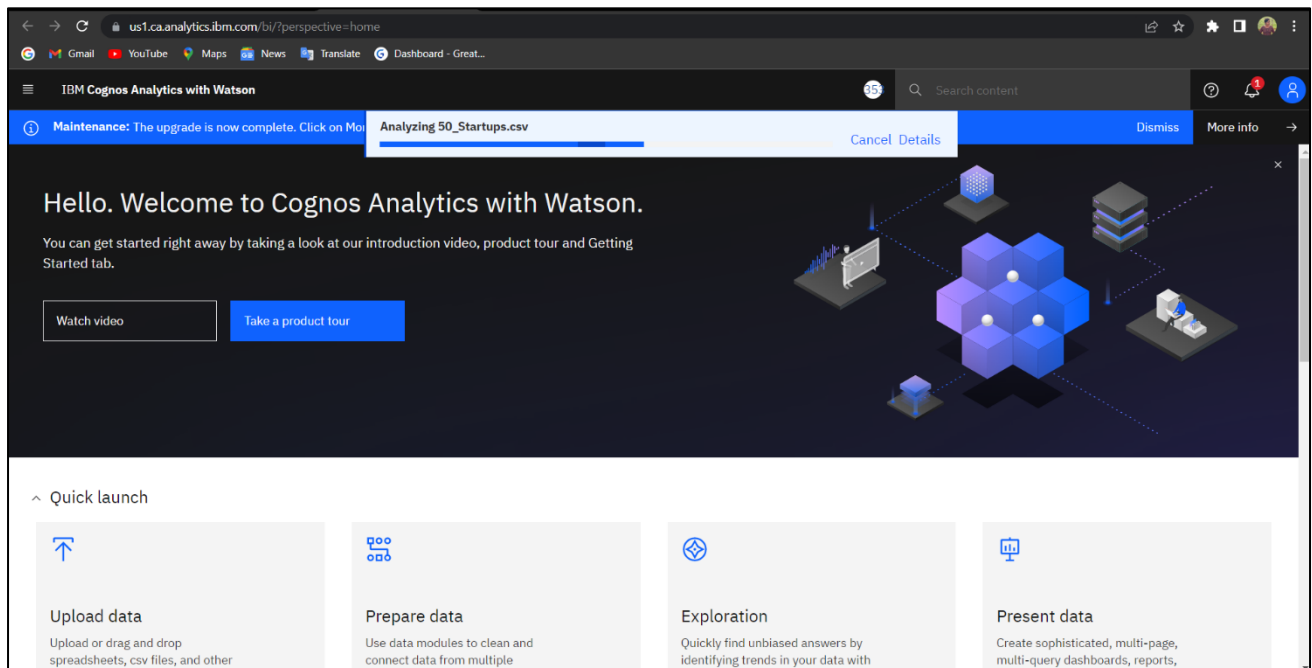 us1.ca.analytics.ibm.com/bi/?perspective=home
Gmail YouTube Maps News Translate Dashboard - Great...
IBM Cognos Analytics with Watson
Search content
1
Maintenance: The upgrade is now complete. Click on
Analyzing 50_Startups.csv
Cancel Details
Dismiss
More info
Hello. Welcome to Cognos Analytics with Watson.
You can get started right away by taking a look at our introduction video, product tour and Getting
Started tab.
Watch video
Take a product tour
Quick launch
Upload data
Upload or drag and drop
spreadsheets, csv files, and other
Prepare data
Use data modules to clean and
connect data from multiple
Exploration
Quickly find unbiased answers by
identifying trends in your data with
Present data
Create sophisticated, multi-page,
multi-query dashboards, reports,